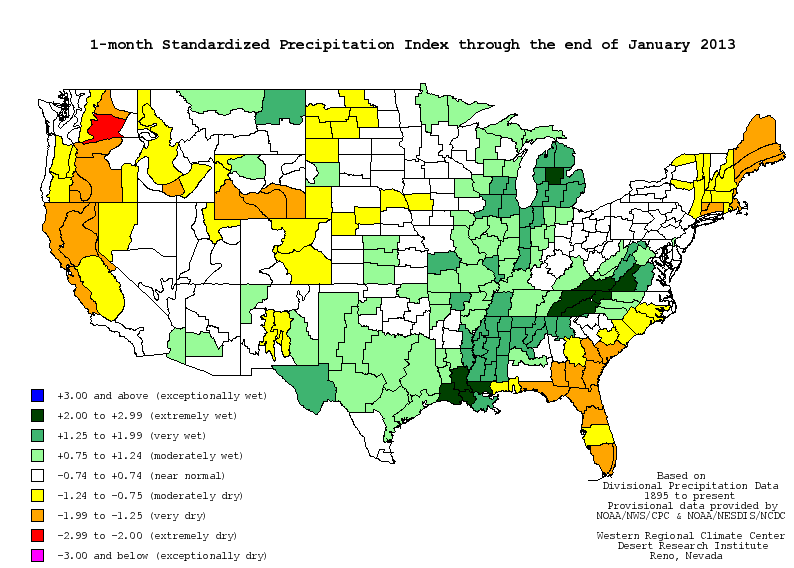 1-month Standardized Precipitation Index through the end of January 2013
+3.00 and above (exceptionally wet)
+2.00 to +2.99 (extremely wet)
+1.25 to +1.99 (very wet)
+0.75 to +1.24 (moderately wet)
-0.74 to +0.74 (near normal)
-1.24 to -0.75 (moderately dry)
-1.99 to -1.25 (very dry)
-2.99 to -2.00 (extremely dry)
-3.00 and below (exceptionally dry)
Based on
Divisional Precipitation Data
1895 to present
Provisional data provided by
NOAA/NWS/CPC & NOAA/NESDIS/NCDC
Western Regional Climate Center
Desert Research Institute
Reno, Nevada